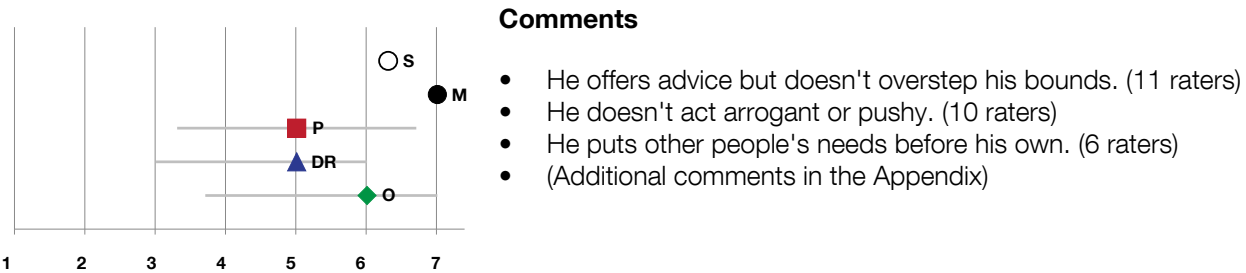 Comments
S
M
P
DR
O
1 2 3 4 5 6 7
• He offers advice but doesn't overstep his bounds. (11 raters)
• He doesn't act arrogant or pushy. (10 raters)
• He puts other people's needs before his own. (6 raters)
• (Additional comments in the Appendix)